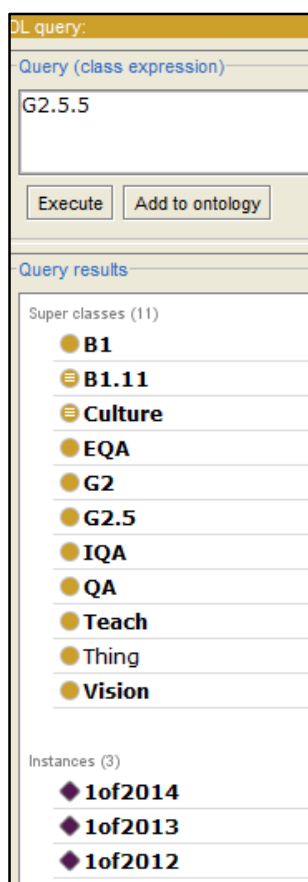 DL query:
Query (class expression)
G2.5.5
Execute Add to ontology
Query results
Super classes (11)
B1
B1.11
Culture
EQA
G2
G2.5
IQA
QA
Teach
Thing
Vision
Instances (3)
1of2014
1of2013
1of2012